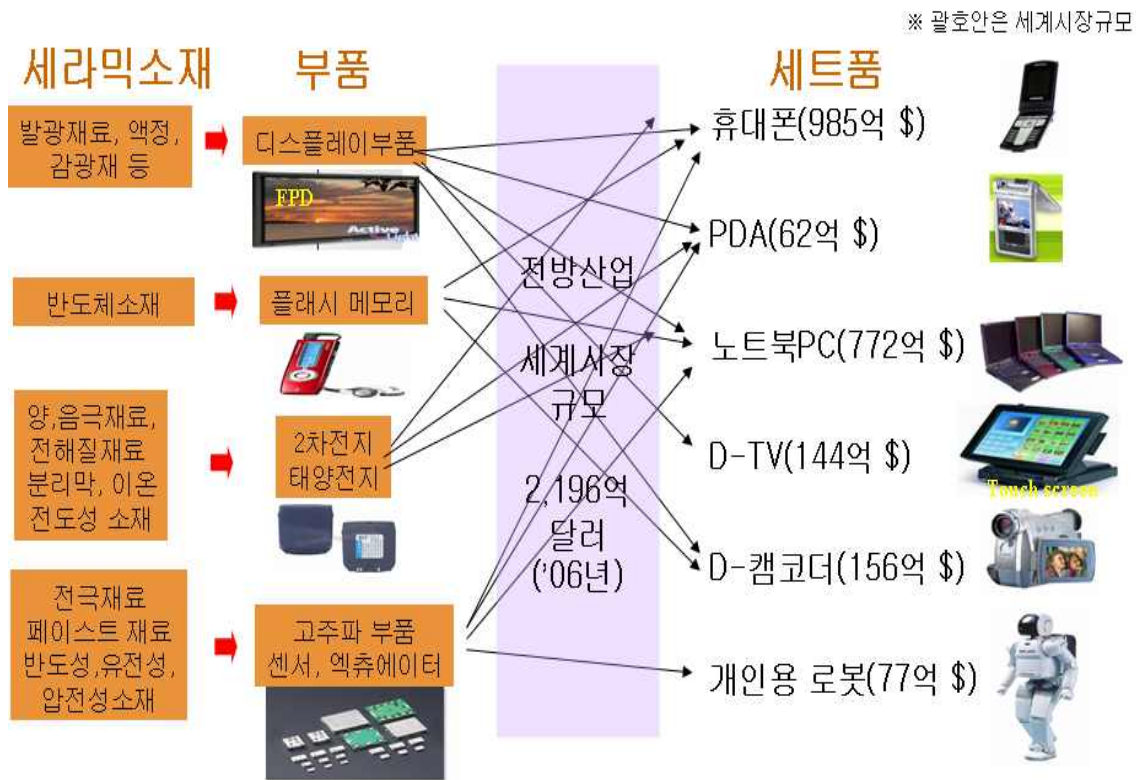 ※ 괄호안은 세계시장규모
세라믹소재
부품
세트품
발광재료, 액정,
감광재 등
디스플레이부품
FPD
Active
Light
반도체소재
플래시 메모리
양,음극재료,
전해질재료
분리막, 이온
전도성 소재
2차전지
태양전지
전극재료
페이스트 재료
반도성,유전성,
압전성소재
고주파 부품
센서, 엑츄에이터
전방산업
세계시장
규모
2,196억
달러
('06년)
휴대폰(985억 $)
PDA(62억 $)
노트북PC(772억 $)
D-TV(144억 $)
Touch screen
D-캠코더(156억 $)
개인용 로봇(77억 $)